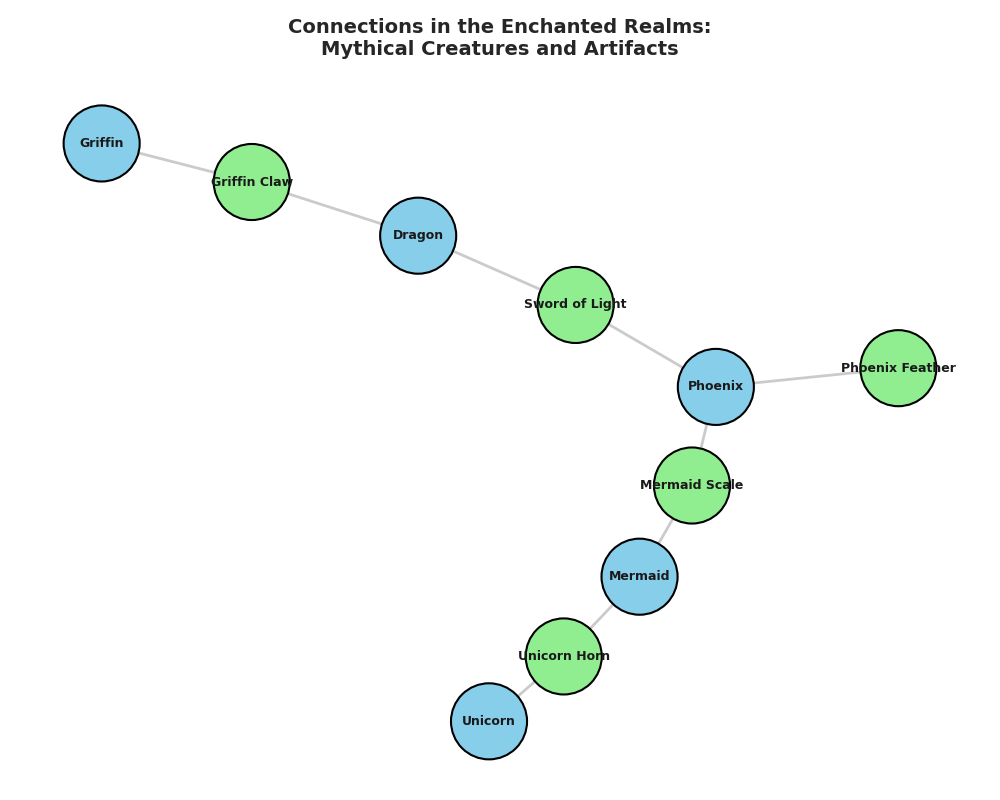 Connections in the Enchanted Realms:
Mythical Creatures and Artifacts
Griffin
Griffin Claw
Dragon
Sword of Light
Phoenix Feather
Phoenix
Mermaid Scale
Mermaid
Unicorn Horn
Unicorn